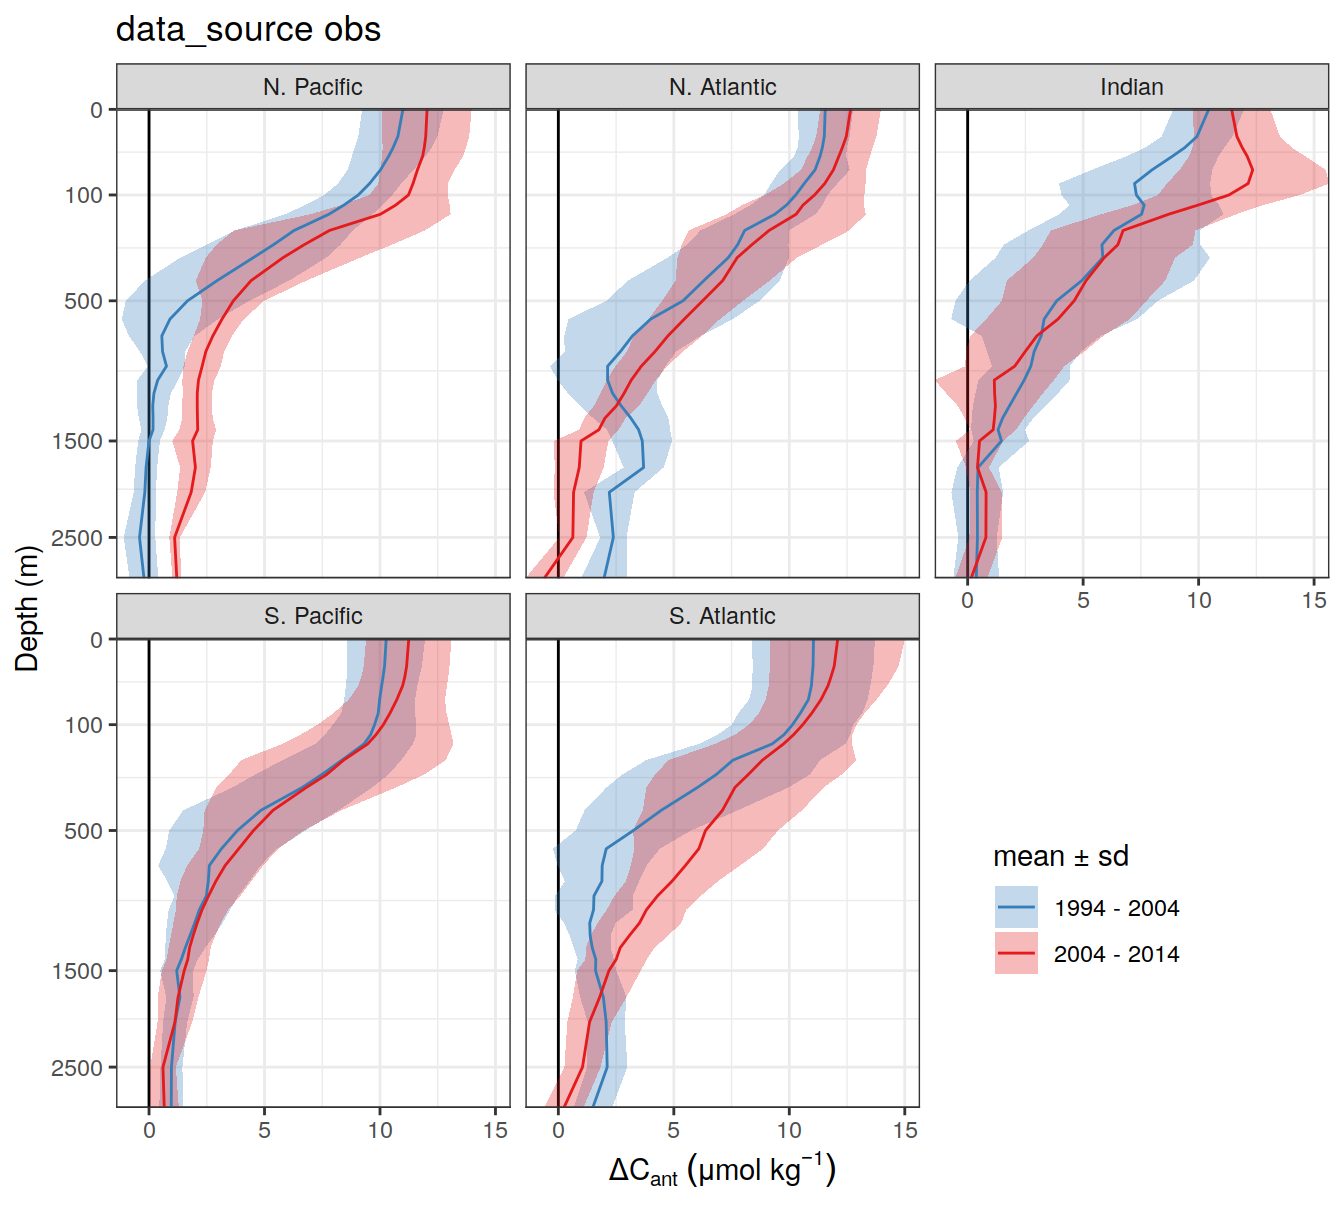 data_source obs
N. Pacific
N. Atlantic
Indian
0
100
500
1500
2500
0 5 10 15
S. Pacific
S. Atlantic
0
100
500
1500
2500
0 5 10 15
0 5 10 15
Depth (m)
ΔC_ant (μmol kg⁻¹)
mean ± sd
1994 - 2004
2004 - 2014